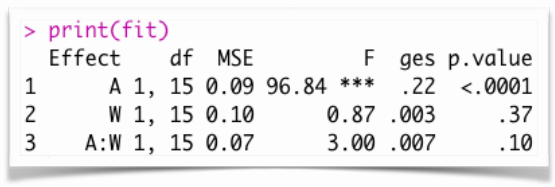 > print(fit)
Effect df MSE F ges p.value
1 A 1, 15 0.09 96.84 *** .22 <.0001
2 W 1, 15 0.10 0.87 .003 .37
3 A:W 1, 15 0.07 3.00 .007 .10